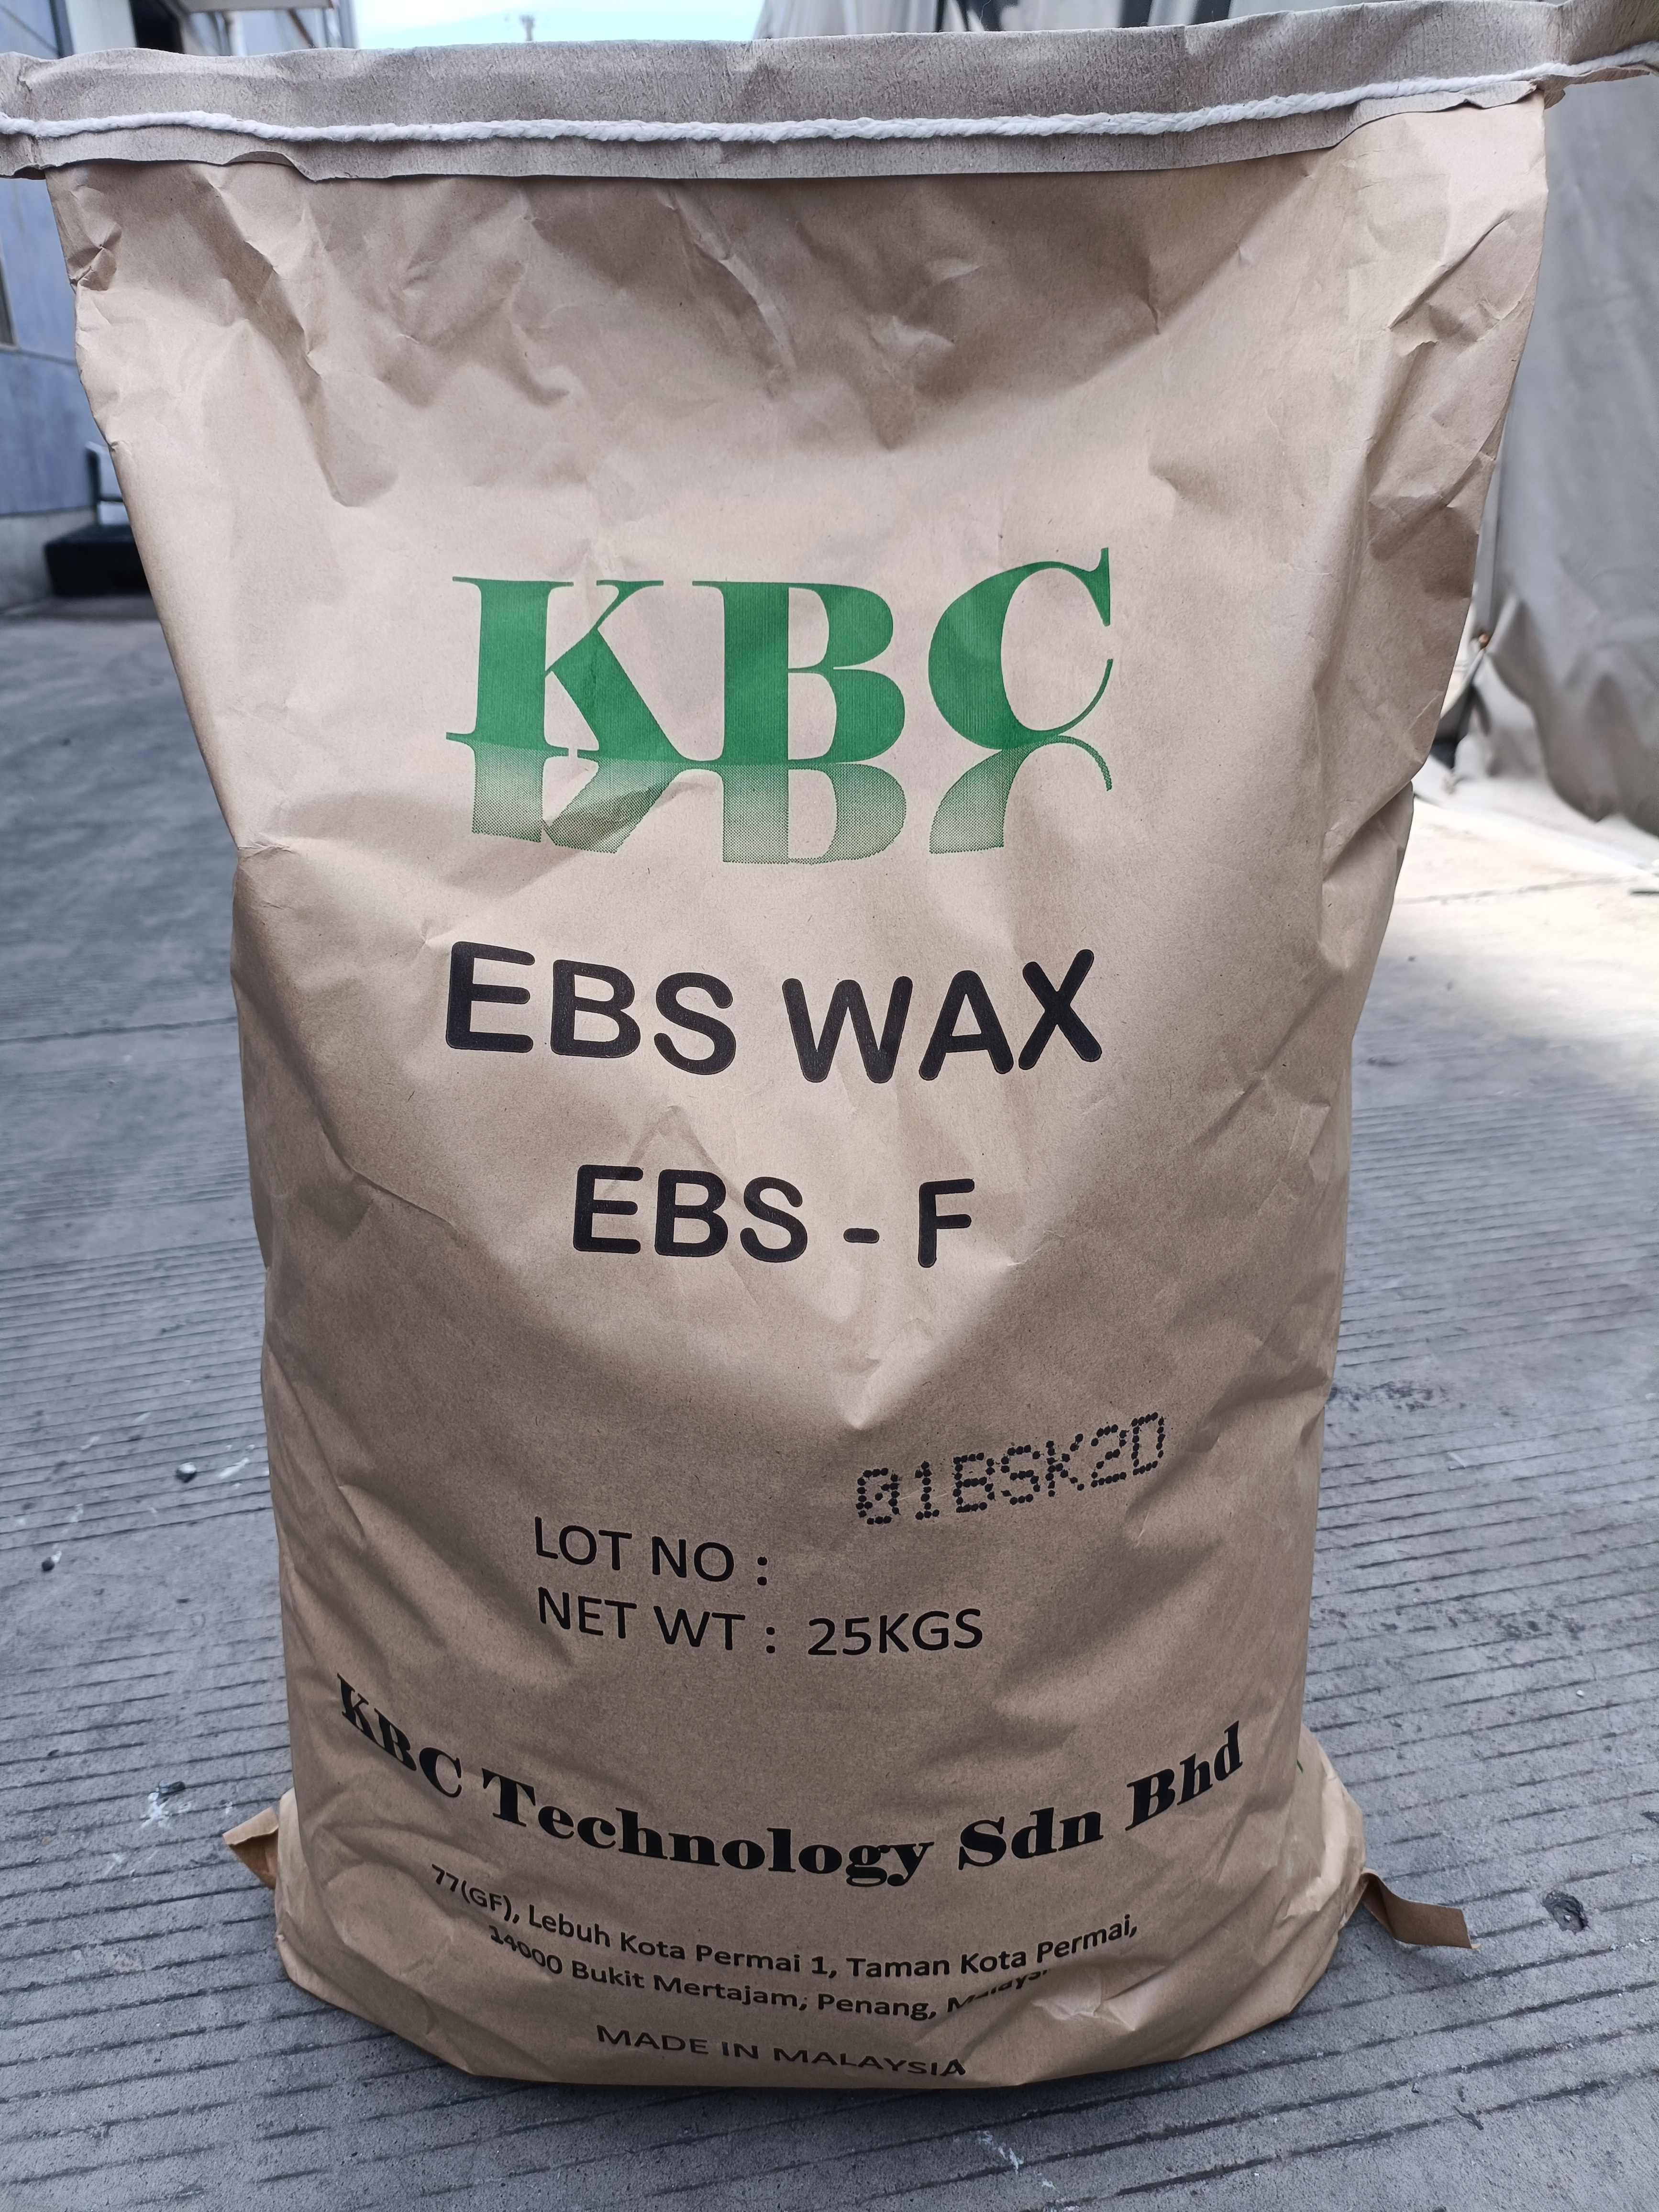 KBC
EBS WAX
EBS - F
01BSK2D
LOT NO :
NET WT : 25KGS
KBC Technology Sdn Bhd
77(GF), Lebuh Kota Permai 1, Taman Kota Permai,
14000 Bukit Mertajam, Penang,
MADE IN MALAYSIA